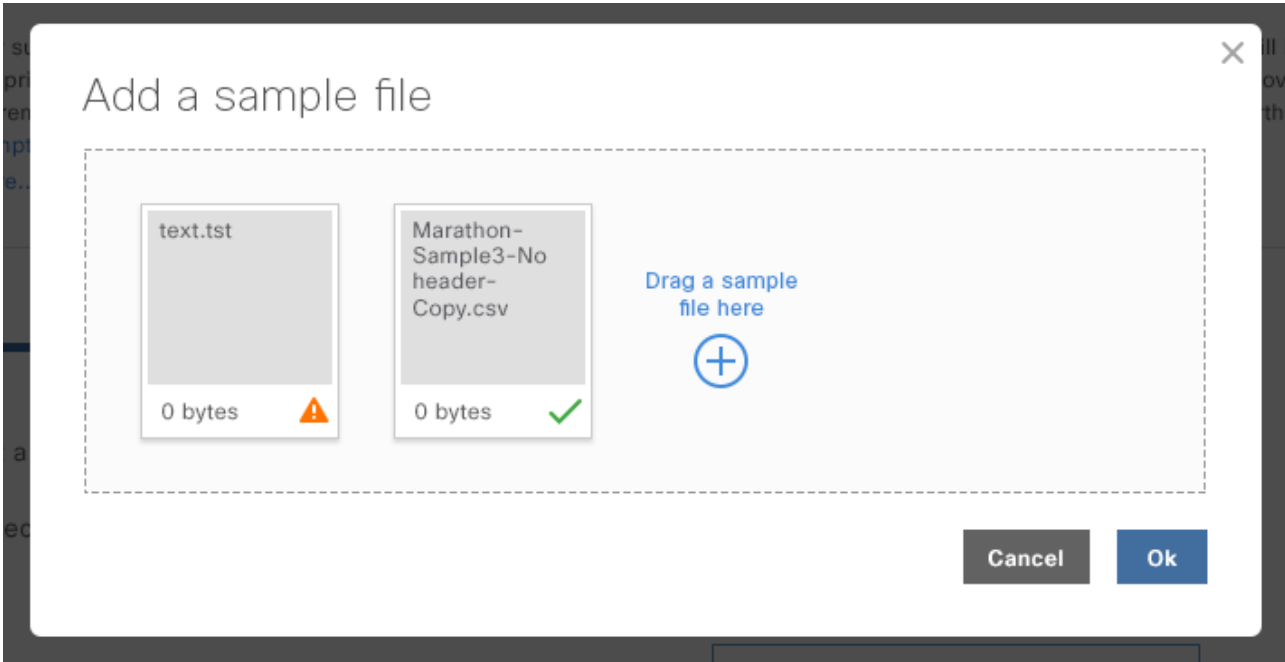 Add a sample file
text.tst
Marathon-
Sample3-No
header-
Copy.csv
Drag a sample
file here
0 bytes
0 bytes
Cancel
Ok